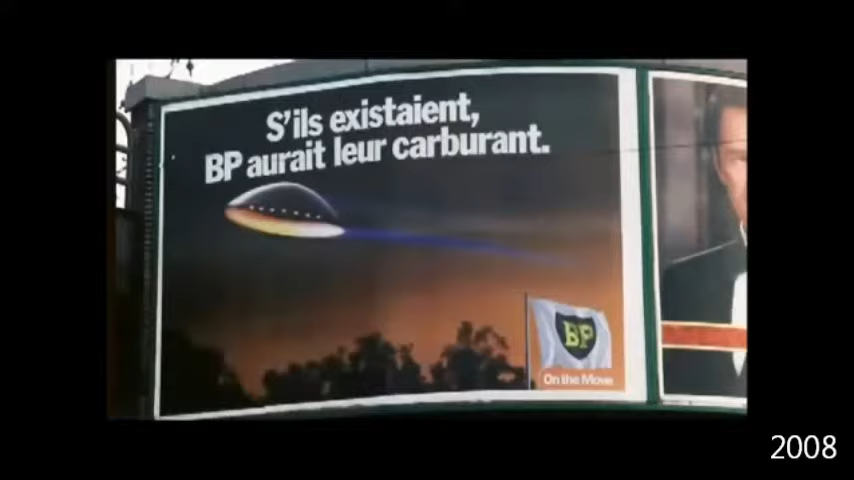 S'ils existaient,
BP aurait leur carburant.
BP
On the Move
2008